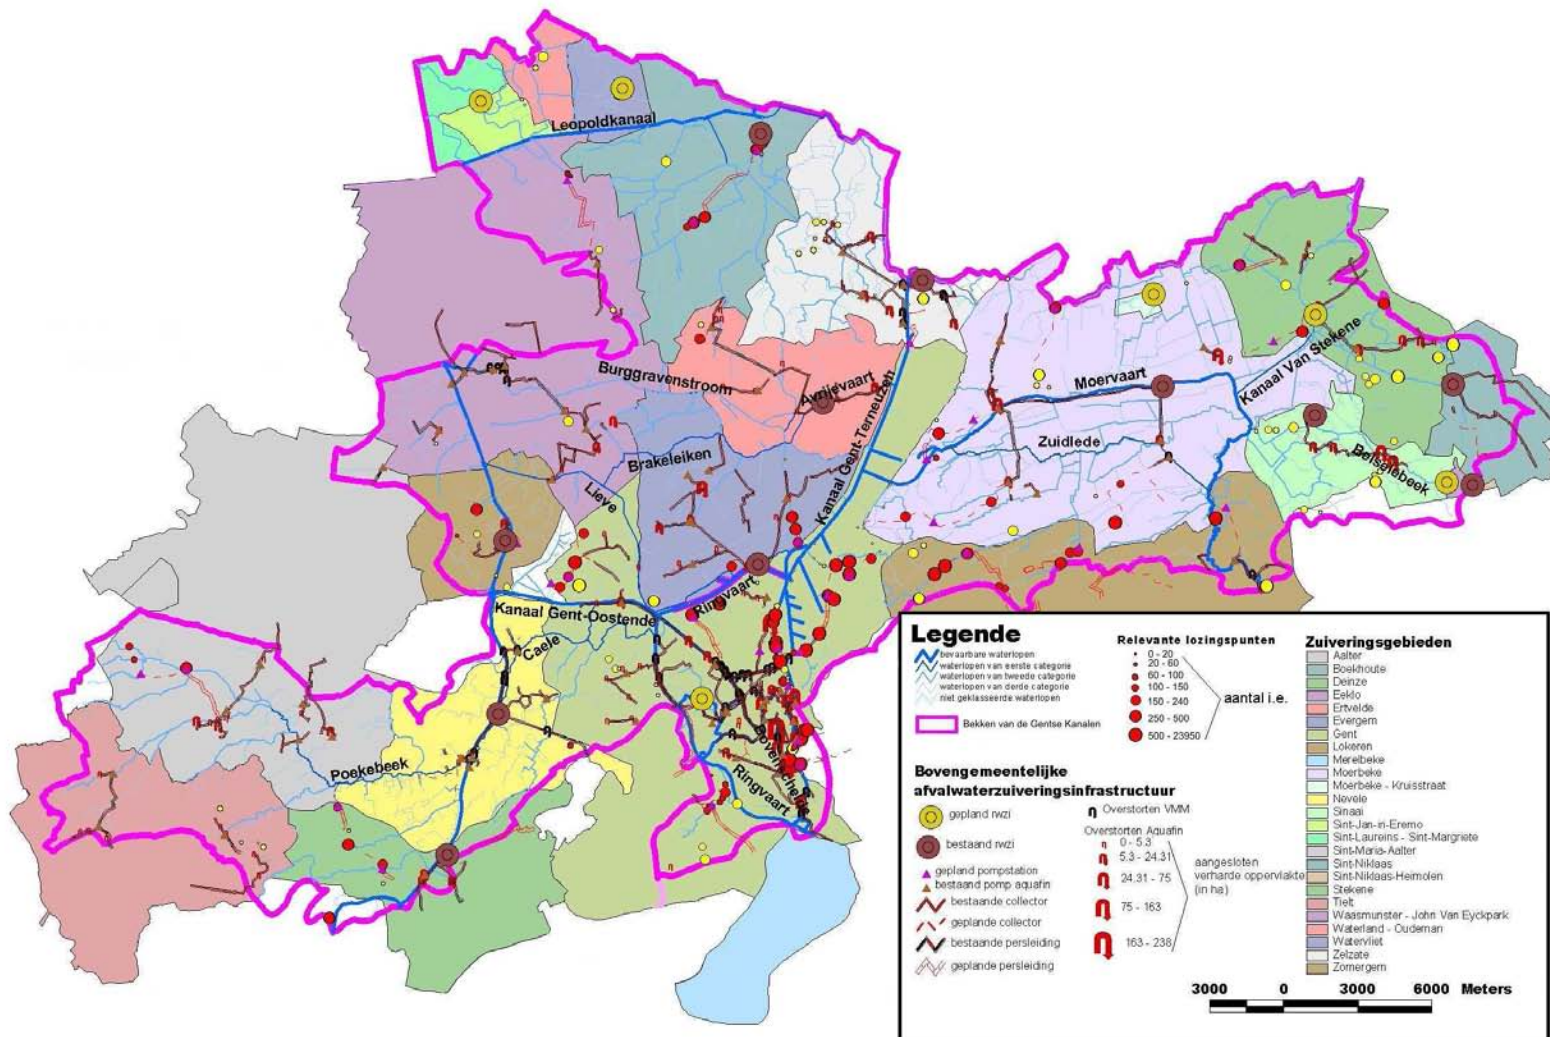 Leopoldkanaal
Burggravenstroom
Avrijevaart
Kanaal Gent-Terneuzen
Moervaart
Kanaal Van Stekene
Zuidlede
Belselebeek
Brakeleiken
Lieve
Ringvaart
Kanaal Gent-Oostende
Caele
Poekebeek
Bovenschelde
Ringvaart
Legende
bevaarbare waterlopen
waterlopen van eerste categorie
waterlopen van tweede categorie
waterlopen van derde categorie
niet geklasseerde waterlopen
Bekken van de Gentse Kanalen
Relevante lozingspunten
0 - 20
20 - 60
60 - 100
100 - 150
150 - 240
250 - 500
500 - 23950
aantal i.e.
Bovengemeentelijke
afvalwaterzuiveringsinfrastructuur
gepland rwzi
bestaand rwzi
gepland pompstation
bestaand pomp aquafin
bestaande collector
geplande collector
bestaande persleiding
geplande persleiding
Overstorten VMM
Overstorten Aquafin
0 - 5.3
5.3 - 24.31
24.31 - 75
75 - 163
163 - 238
aangesloten
verharde oppervlakte
(in ha)
Zuiveringsgebieden
Aalter
Boekhoute
Deinze
Eeklo
Ertvelde
Evergem
Gent
Lokeren
Merelbeke
Moerbeke
Moerbeke - Kruisstraat
Nevele
Sinaai
Sint-Jan-in-Eremo
Sint-Laureins - Sint-Margriete
Sint-Maria-Aalter
Sint-Niklaas
Sint-Niklaas-Heimolen
Stekene
Tielt
Waasmunster - John Van Eyckpark
Waterland - Oudeman
Watervliet
Zelzate
Zomergem
3000 0 3000 6000 Meters